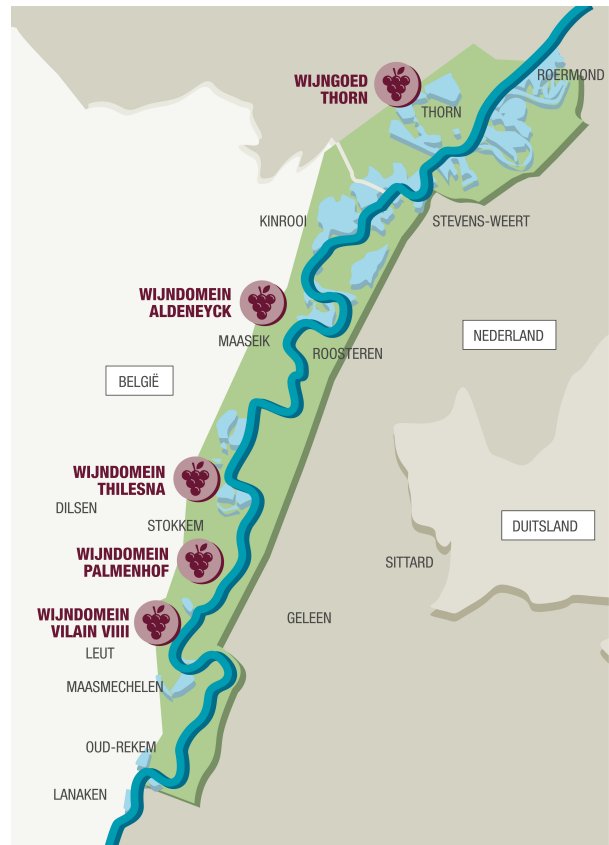 WIJNGOED
THORN
ROERMOND
THORN
KINROOI
STEVENS-WEERT
WIJNDOMEIN
ALDENEYCK
MAASEIK
NEDERLAND
ROOSTEREN
BELGIË
WIJNDOMEIN
THILESNA
DILSEN
STOKKEM
DUITSLAND
WIJNDOMEIN
PALMENHOF
SITTARD
WIJNDOMEIN
VILAIN VIIII
GELEEN
LEUT
MAASMECHELEN
OUD-REKEM
LANAKEN